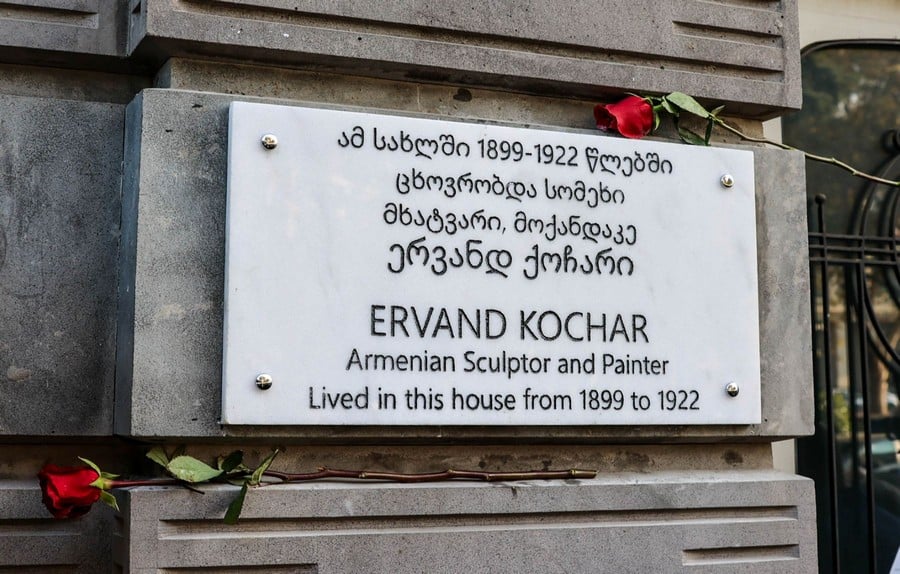 ამ სახლში 1899-1922 წლებში
ცხოვრობდა სომეხი
მხატვარი, მოქანდაკე
ერვანდ ქოჩარი
ERVAND KOCHAR
Armenian Sculptor and Painter
Lived in this house from 1899 to 1922